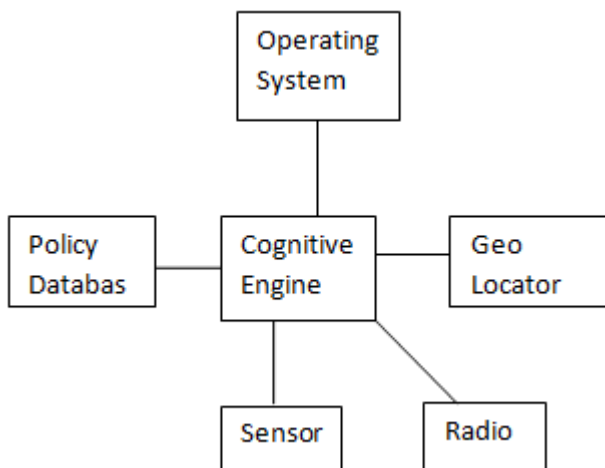 Operating
System
Policy
Databas
Cognitive
Engine
Geo
Locator
Sensor
Radio